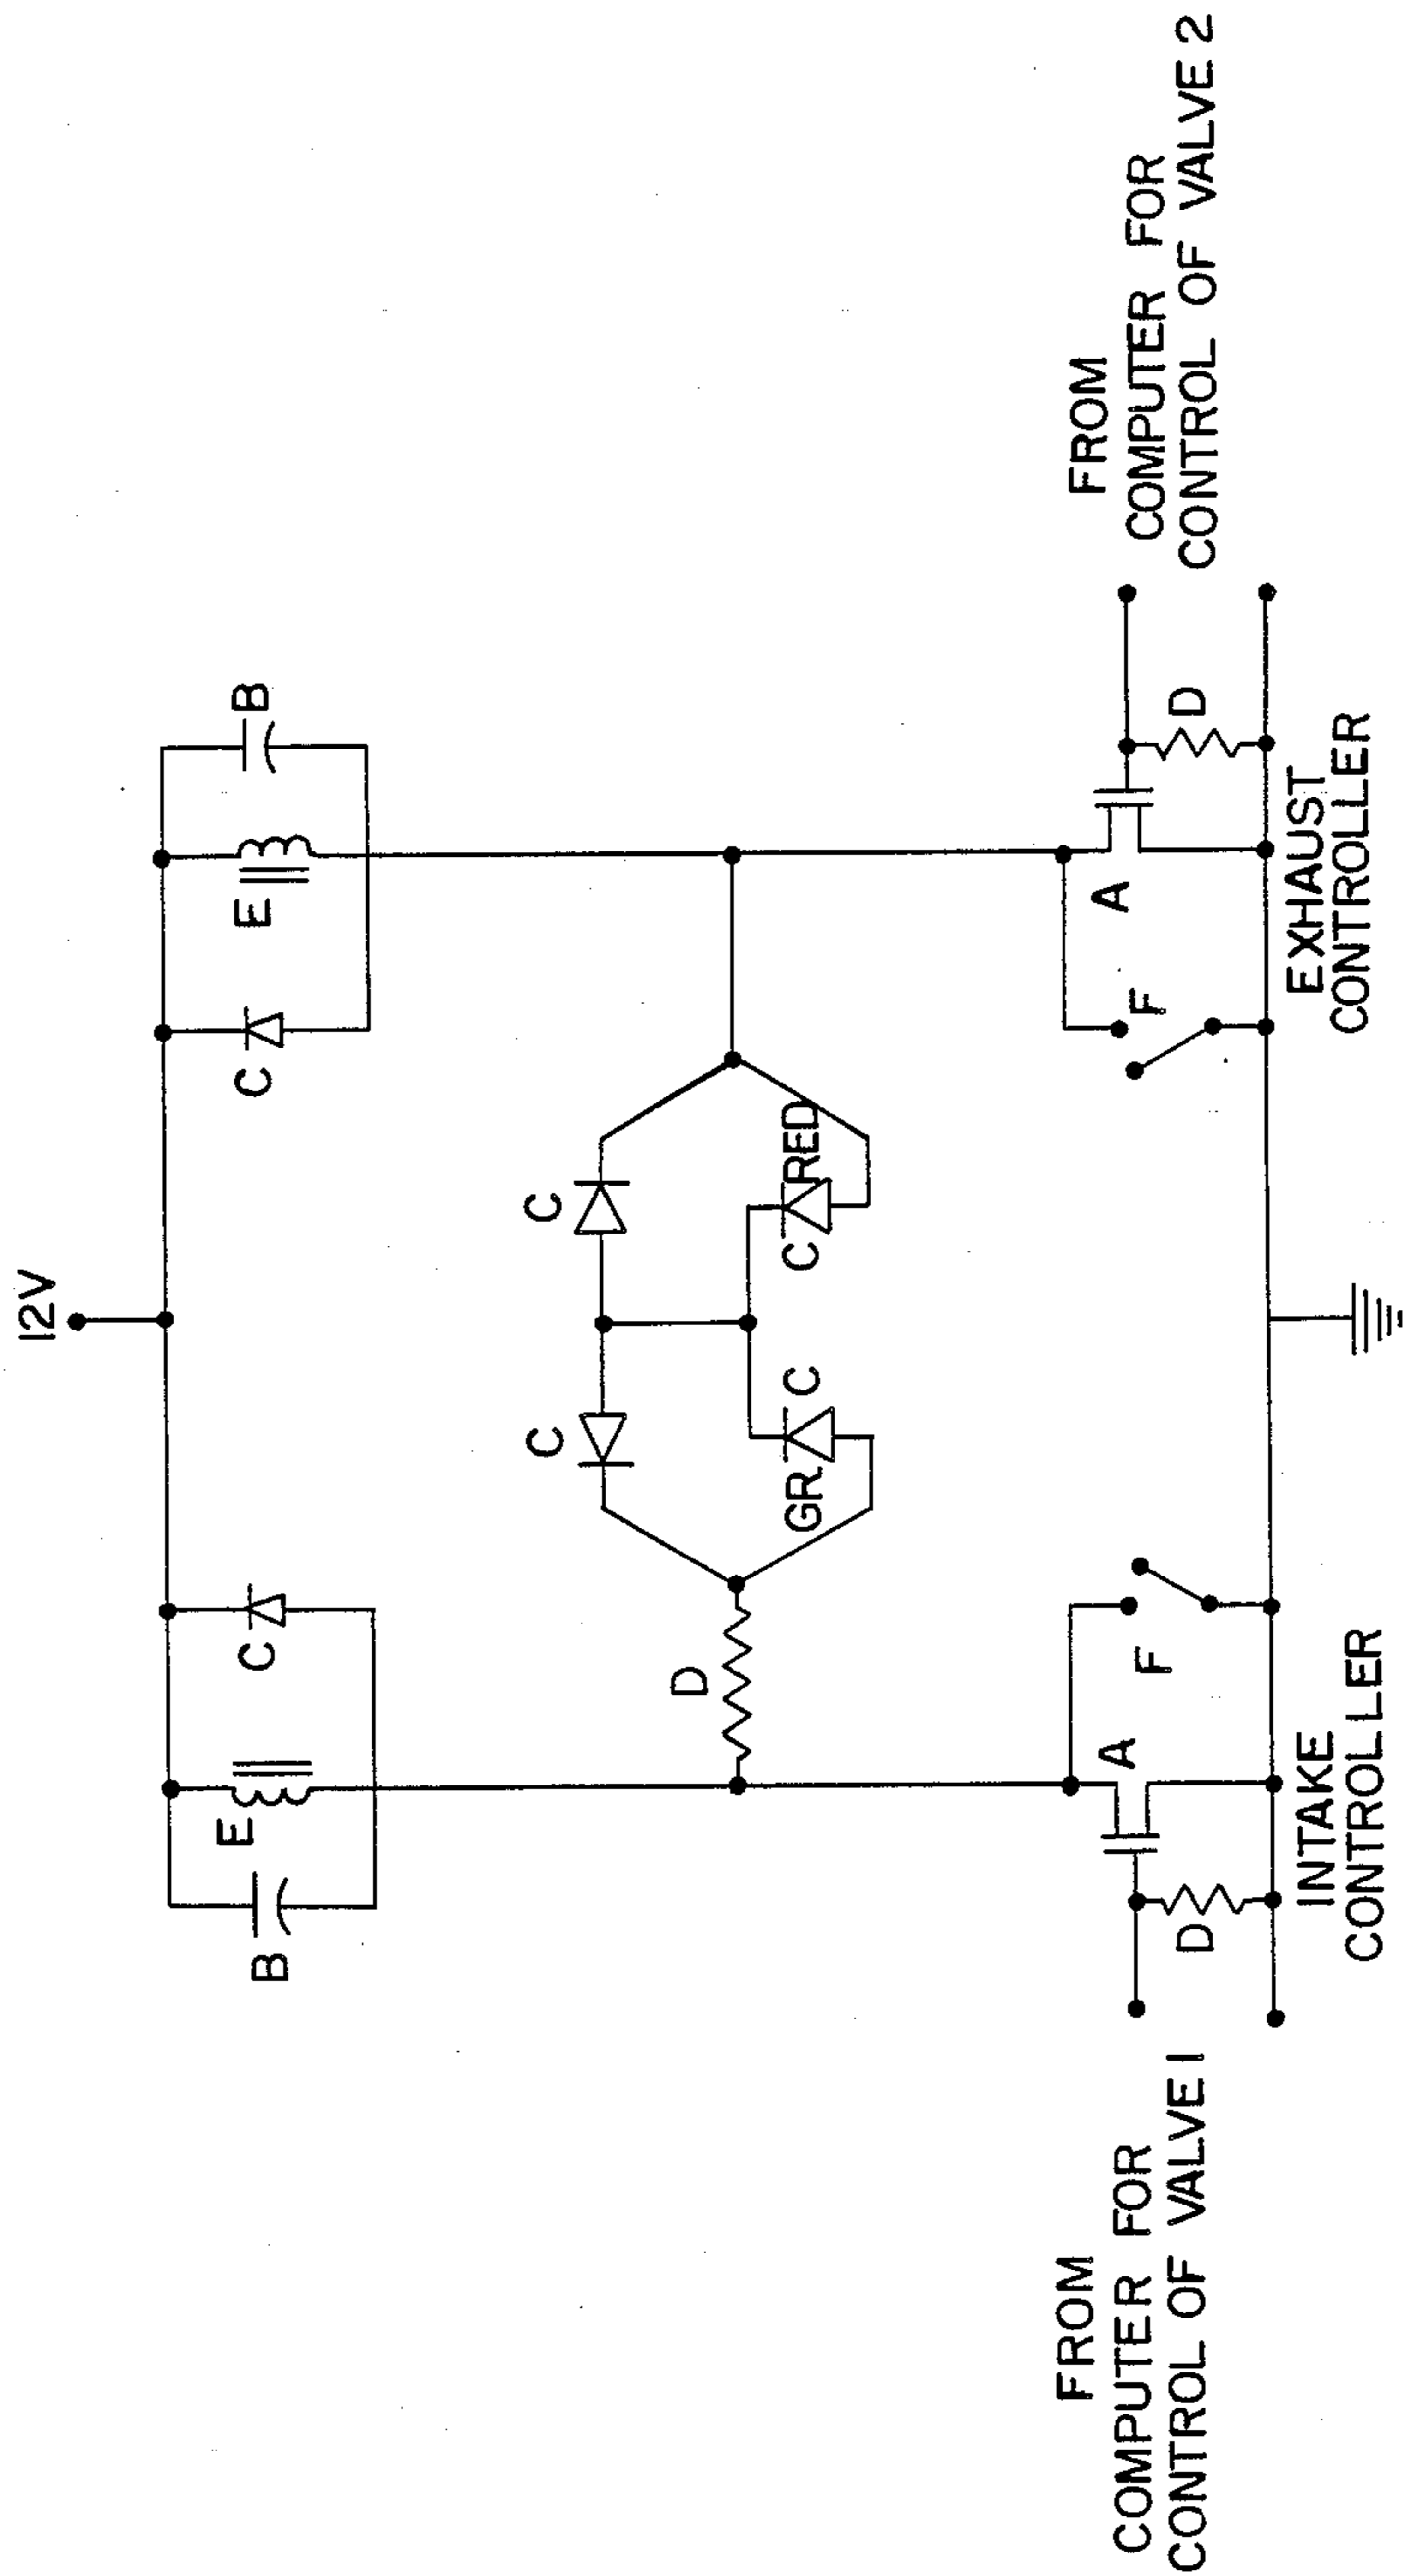 12V
B
E
C
C
E
B
C
C
D
GR
C
C
RED
FROM
COMPUTER FOR
CONTROL OF VALVE 1
D
A
F
F
A
D
FROM
COMPUTER FOR
CONTROL OF VALVE 2
INTAKE
CONTROLLER
EXHAUST
CONTROLLER